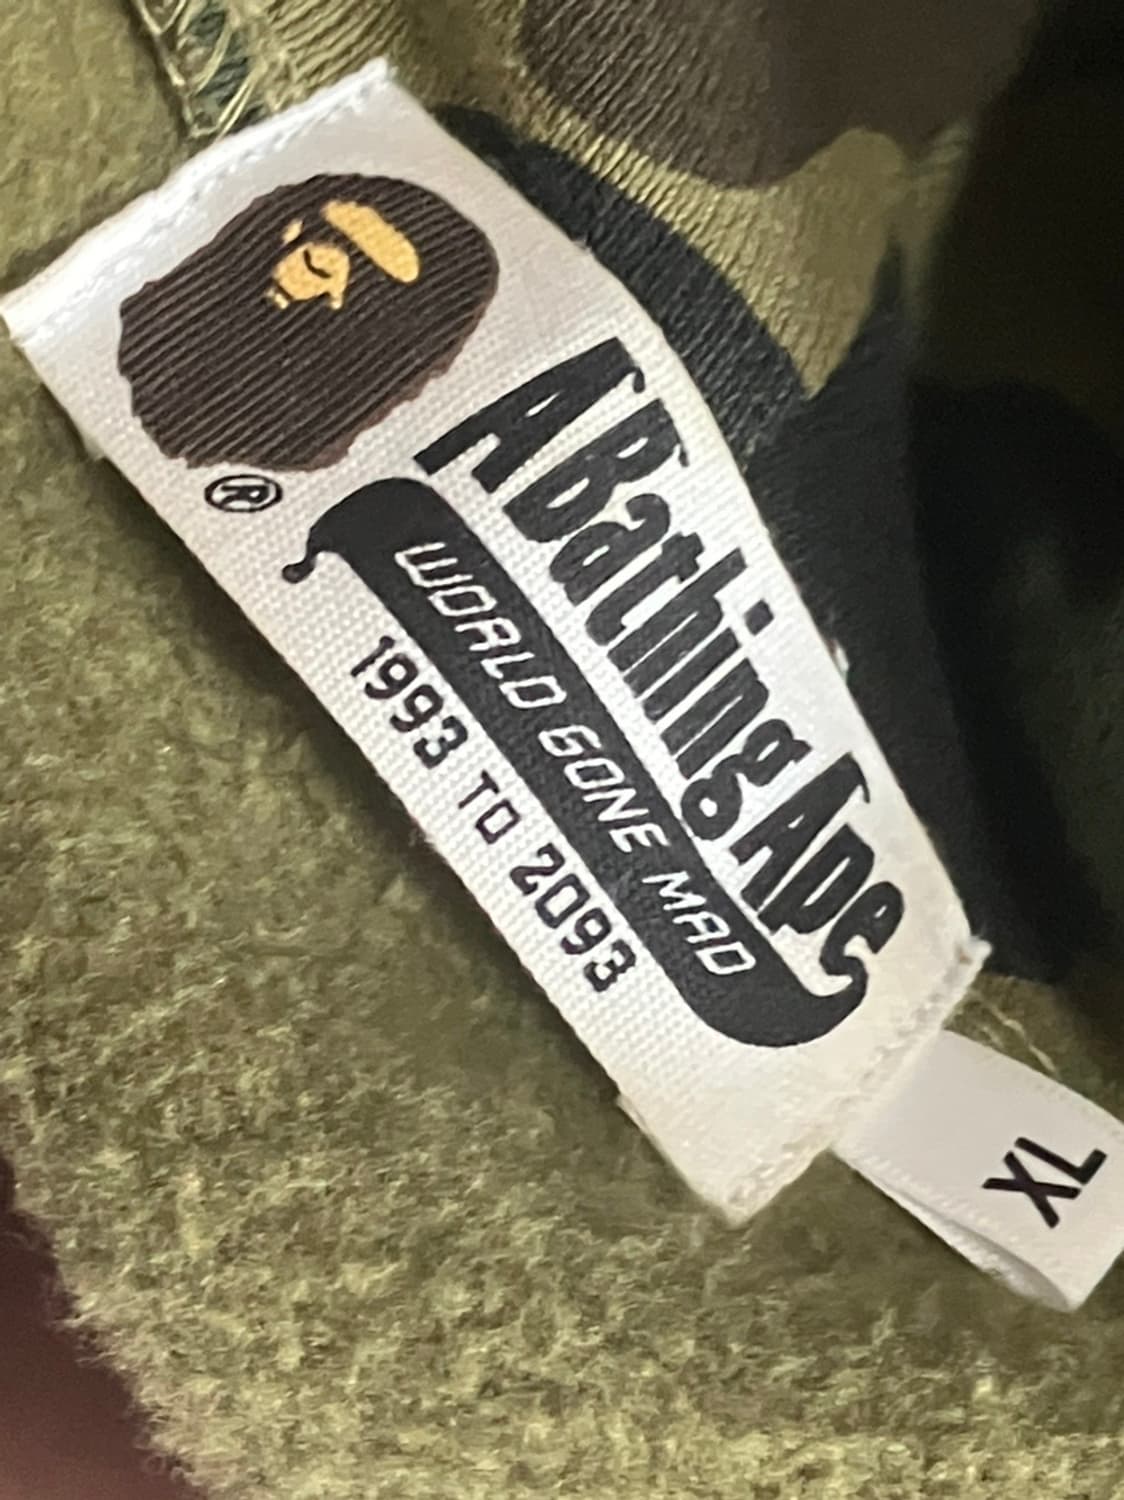 ®
A Bathing Ape
WORLD GONE MAD
1993 TO 2093
XL